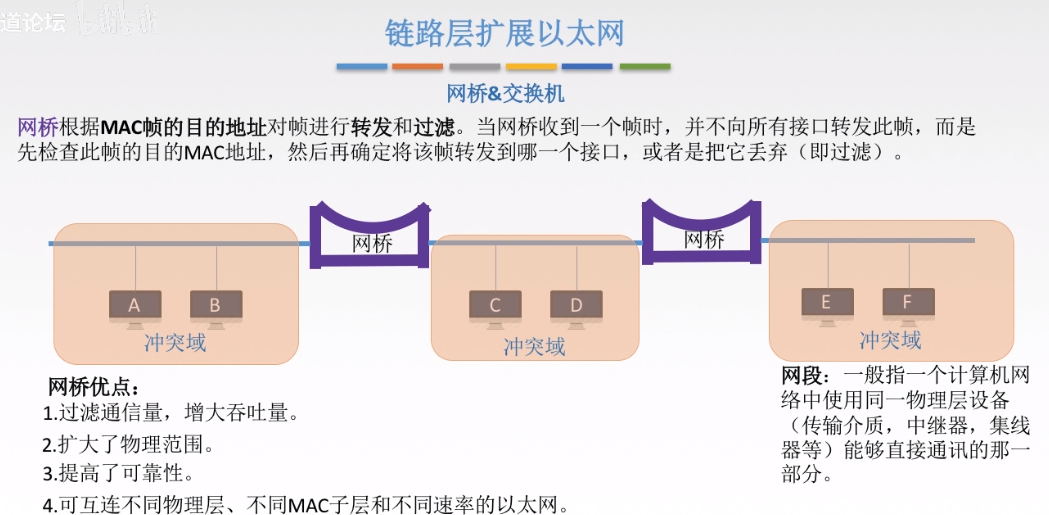 道论坛 bilibili
链路层扩展以太网
网桥&交换机
网桥根据MAC帧的目的地址对帧进行转发和过滤。当网桥收到一个帧时，并不向所有接口转发此帧，而是
先检查此帧的目的MAC地址，然后再确定将该帧转发到哪一个接口，或者是把它丢弃（即过滤）。
网桥
网桥
A
B
冲突域
C
D
冲突域
E
F
冲突域
网桥优点：
1.过滤通信量，增大吞吐量。
2.扩大了物理范围。
3.提高了可靠性。
4.可互连不同物理层、不同MAC子层和不同速率的以太网。
网段：一般指一个计算机网
络中使用同一物理层设备
（传输介质，中继器，集线
器等）能够直接通讯的那一
部分。